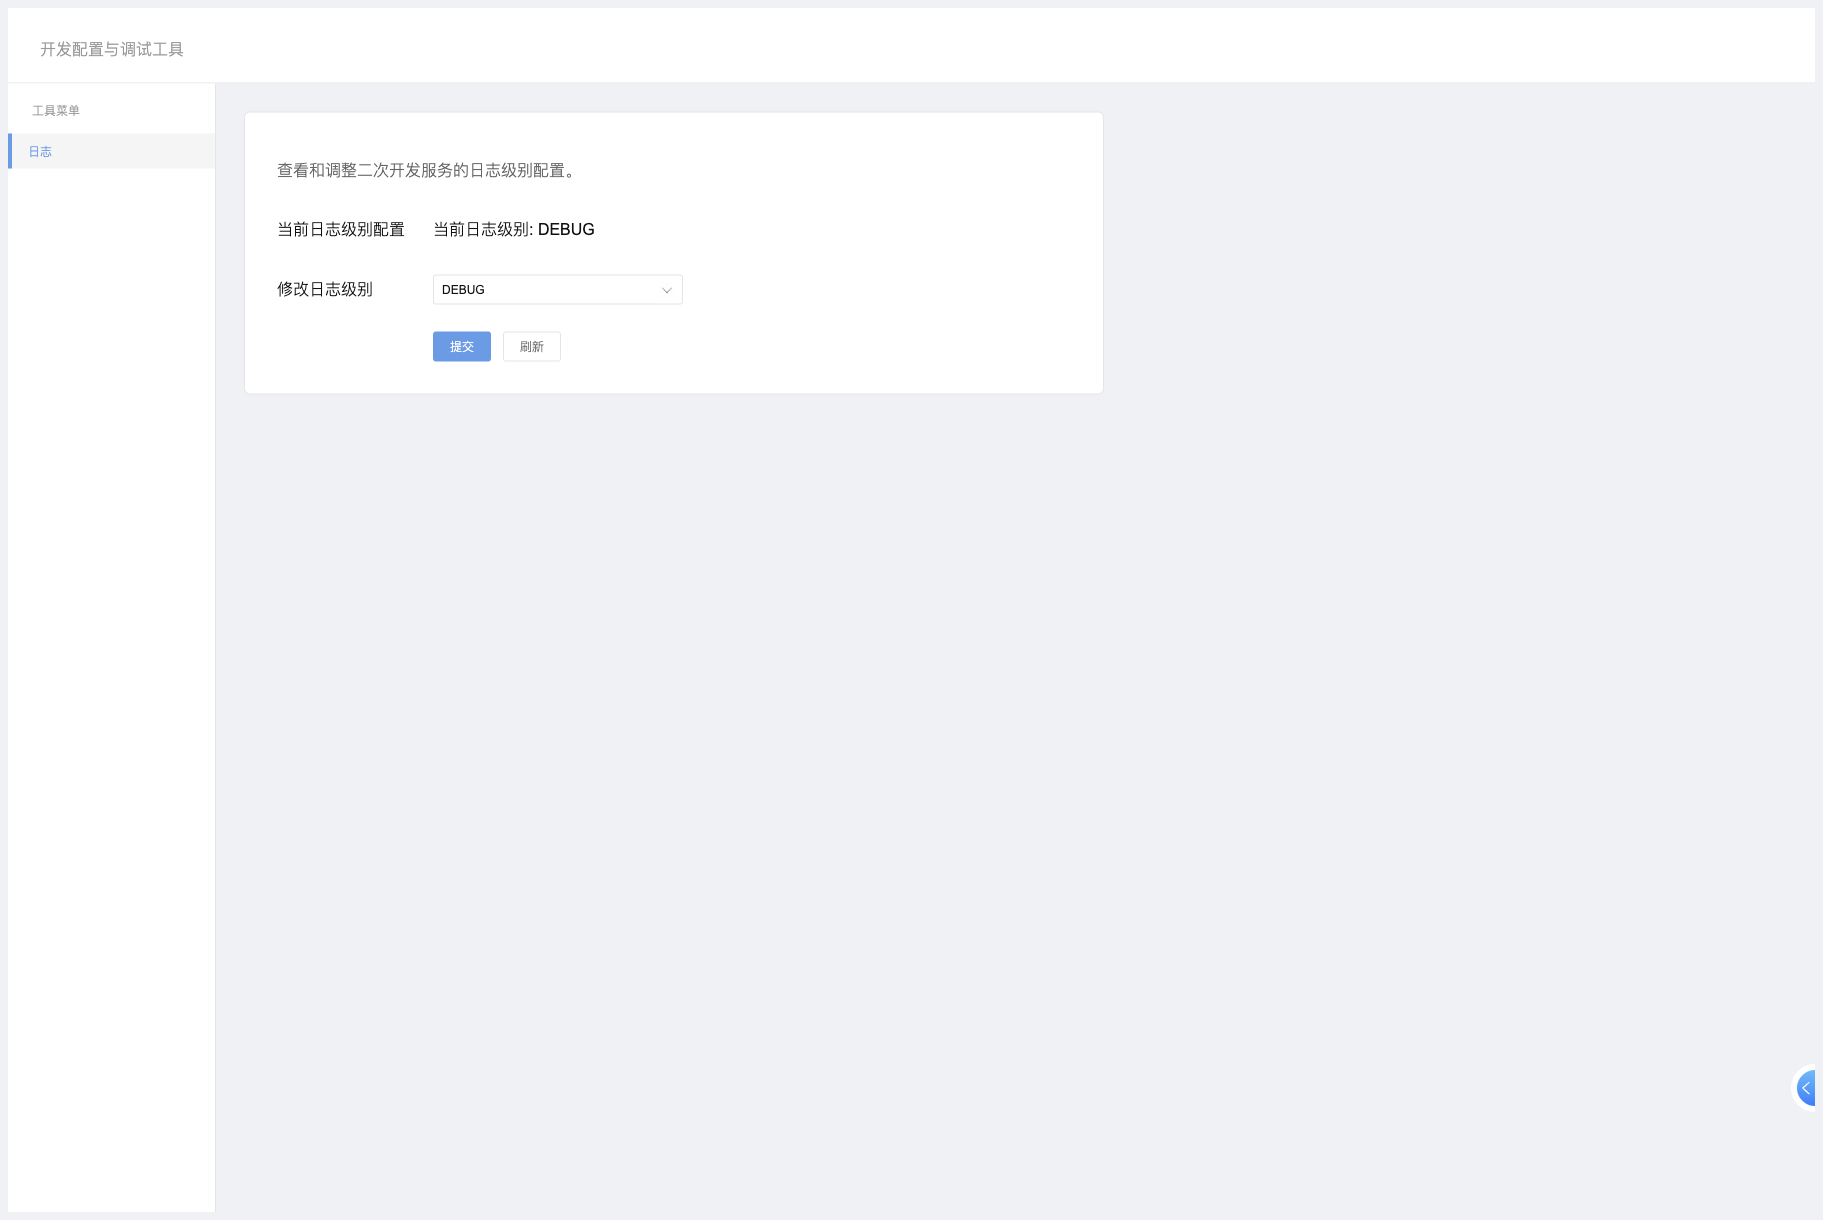 开发配置与调试工具
工具菜单
日志
查看和调整二次开发服务的日志级别配置。
当前日志级别配置 当前日志级别: DEBUG
修改日志级别 DEBUG
提交 刷新